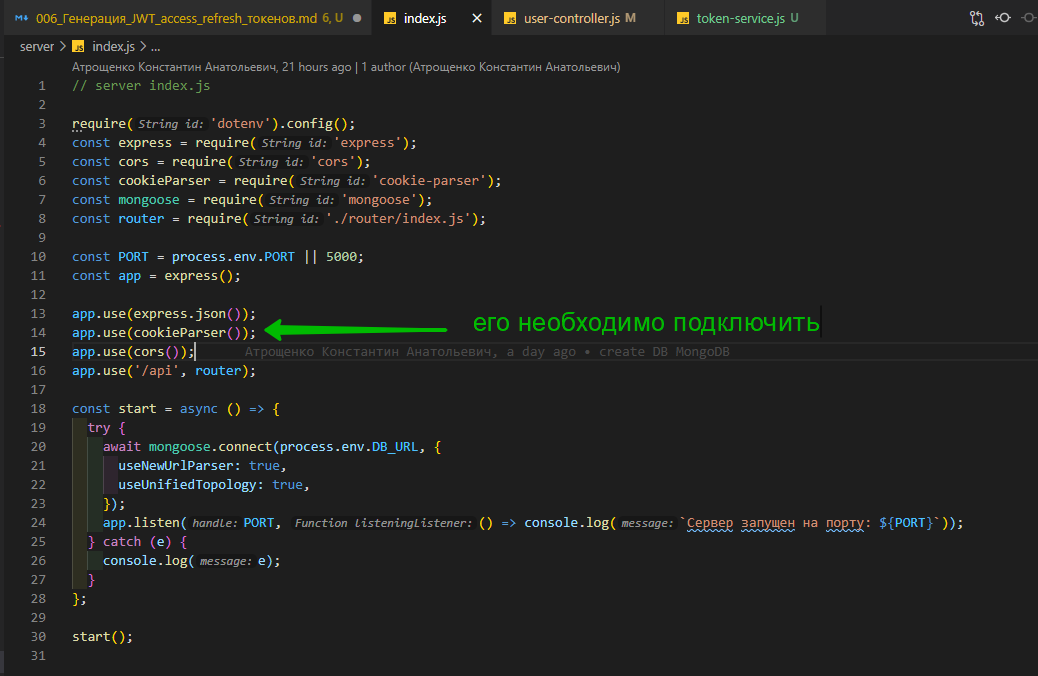 006_Генерация_JWT_access_refresh_токенов.md 6, U index.js user-controller.js M token-service.js U
server > index.js > ...
Атрощенко Константин Анатольевич, 21 hours ago | 1 author (Атрощенко Константин Анатольевич)
1 // server index.js
2
3 require( String id: 'dotenv').config();
4 const express = require( String id: 'express');
5 const cors = require( String id: 'cors');
6 const cookieParser = require( String id: 'cookie-parser');
7 const mongoose = require( String id: 'mongoose');
8 const router = require( String id: './router/index.js');
9
10 const PORT = process.env.PORT || 5000;
11 const app = express();
12
13 app.use(express.json());
14 app.use(cookieParser()); его необходимо подключить
15 app.use(cors()); Атрощенко Константин Анатольевич, a day ago • create DB MongoDB
16 app.use('/api', router);
17
18 const start = async () => {
19 try {
20 await mongoose.connect(process.env.DB_URL, {
21 useNewUrlParser: true,
22 useUnifiedTopology: true,
23 });
24 app.listen( handle: PORT, Function listeningListener: () => console.log( message: `Сервер запущен на порту: ${PORT}`));
25 } catch (e) {
26 console.log( message: e);
27 }
28 };
29
30 start();
31